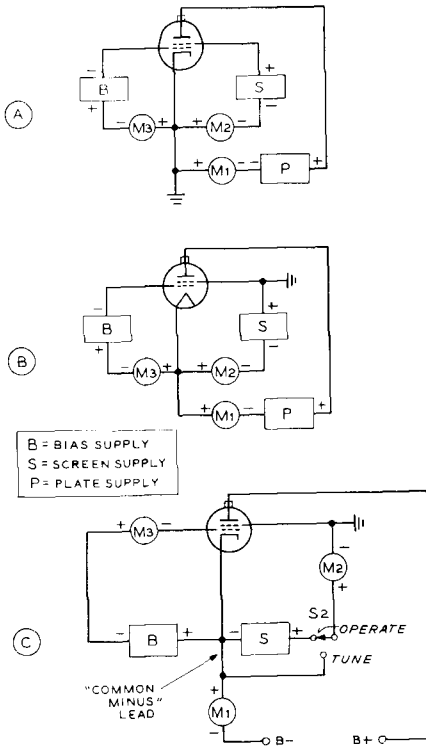 A
B
S
M3
M2
M1
P
B
B
S
M3
M2
M1
P
B = BIAS SUPPLY
S = SCREEN SUPPLY
P = PLATE SUPPLY
C
M3
M2
S2
OPERATE
B
S
TUNE
"COMMON
MINUS"
LEAD
M1
B-
B+